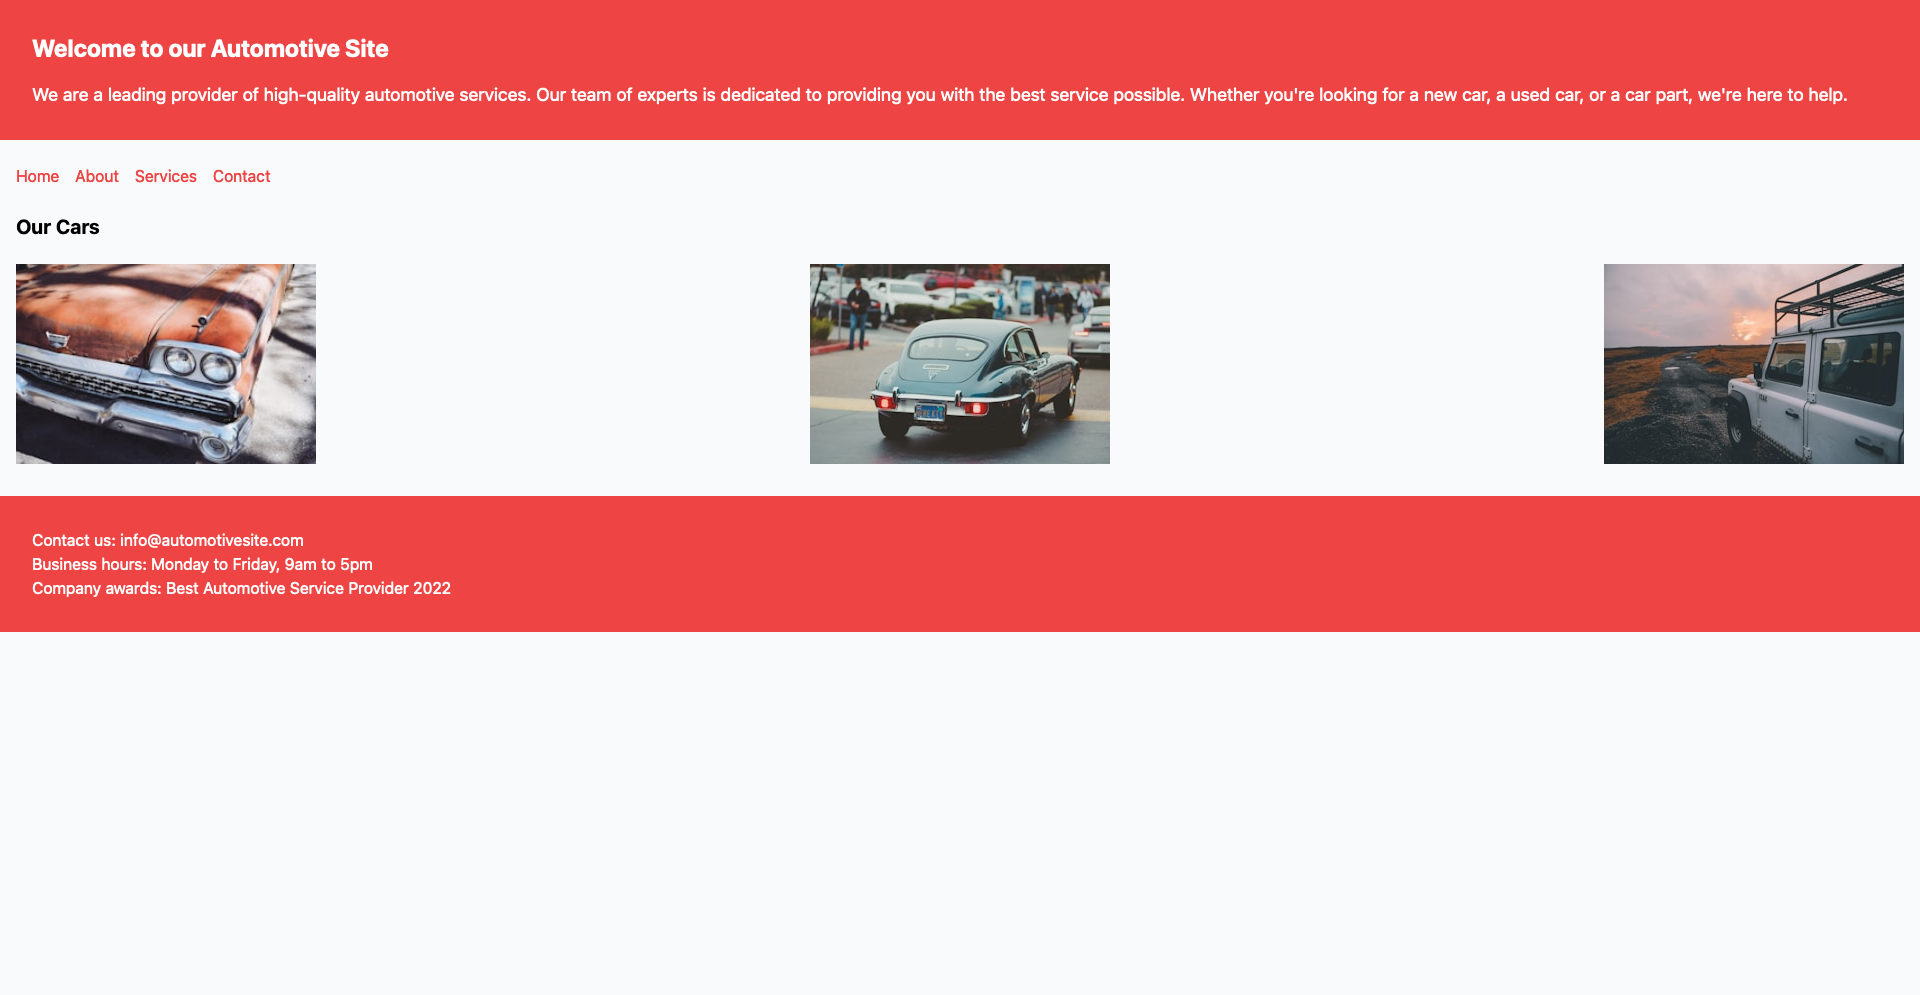 Welcome to our Automotive Site
We are a leading provider of high-quality automotive services. Our team of experts is dedicated to providing you with the best service possible. Whether you're looking for a new car, a used car, or a car part, we're here to help.
Home About Services Contact
Our Cars
Contact us: info@automotivesite.com
Business hours: Monday to Friday, 9am to 5pm
Company awards: Best Automotive Service Provider 2022